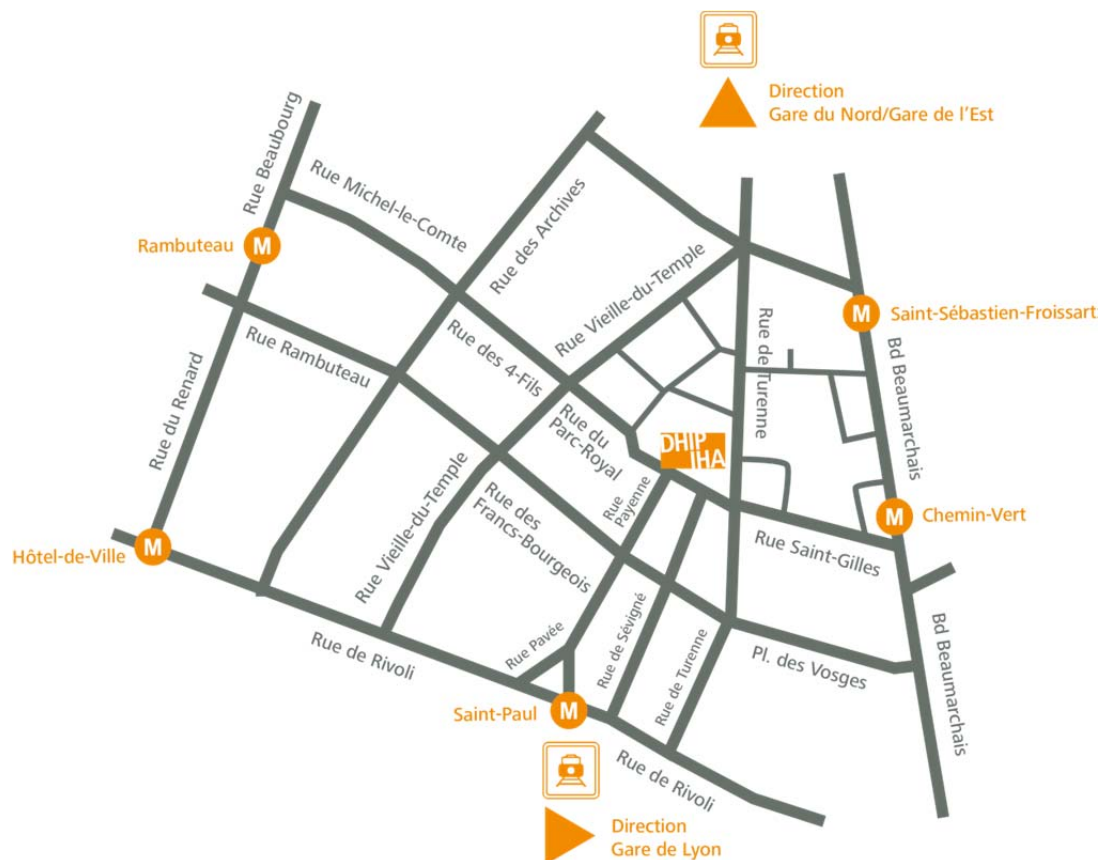 Direction
Gare du Nord/Gare de l'Est
Rue Beaubourg
Rue Michel-le-Comte
Rue des Archives
Rambuteau
M
Rue Vieille-du-Temple
Saint-Sébastien-Froissart
M
Rue Rambuteau
Rue des 4-Fils
Rue de Turenne
Bd Beaumarchais
Rue du Renard
Rue du
Parc-Royal
DHIP
IHA
Rue
Payenne
Chemin-Vert
M
Rue Vieille-du-Temple
Rue des
Francs-Bourgeois
Rue Saint-Gilles
Hôtel-de-Ville
M
Rue de Rivoli
Rue Pavée
Rue de Sévigné
Rue de Turenne
Pl. des Vosges
Bd Beaumarchais
Saint-Paul
M
Rue de Rivoli
Direction
Gare de Lyon